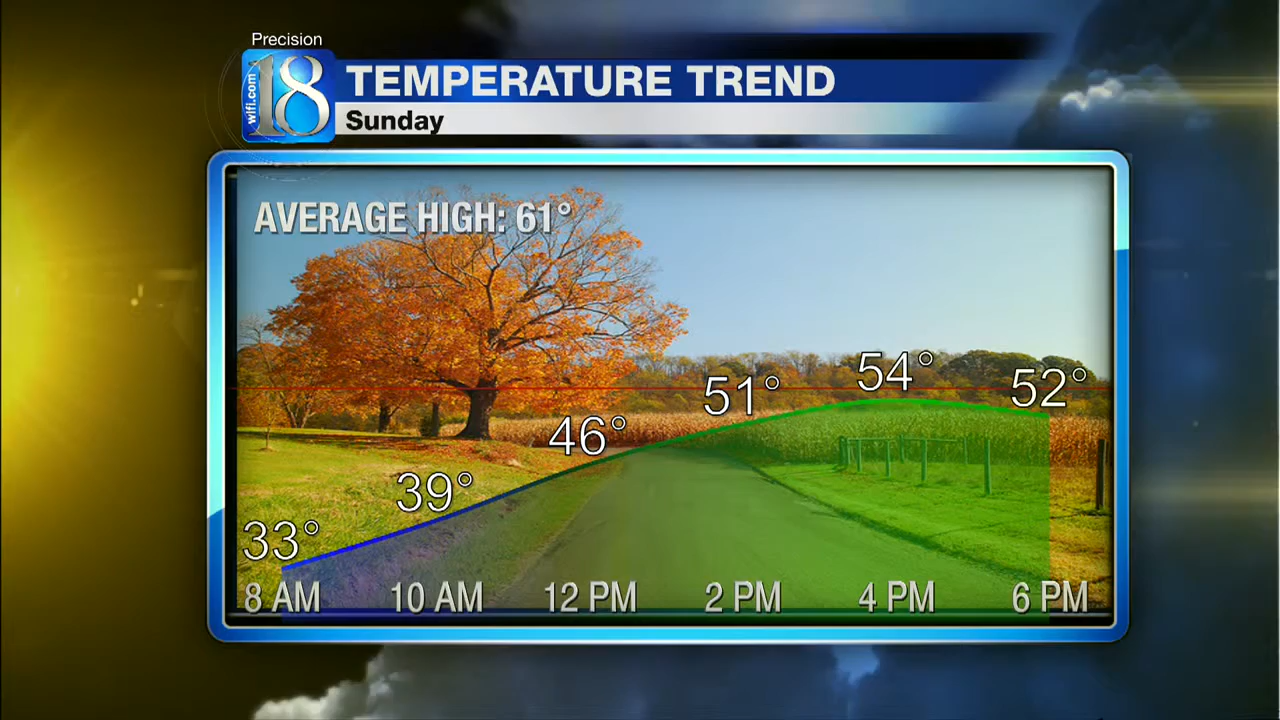 Precision
wlfi.com
18
TEMPERATURE TREND
Sunday
AVERAGE HIGH: 61°
33° 39° 46° 51° 54° 52°
8 AM 10 AM 12 PM 2 PM 4 PM 6 PM